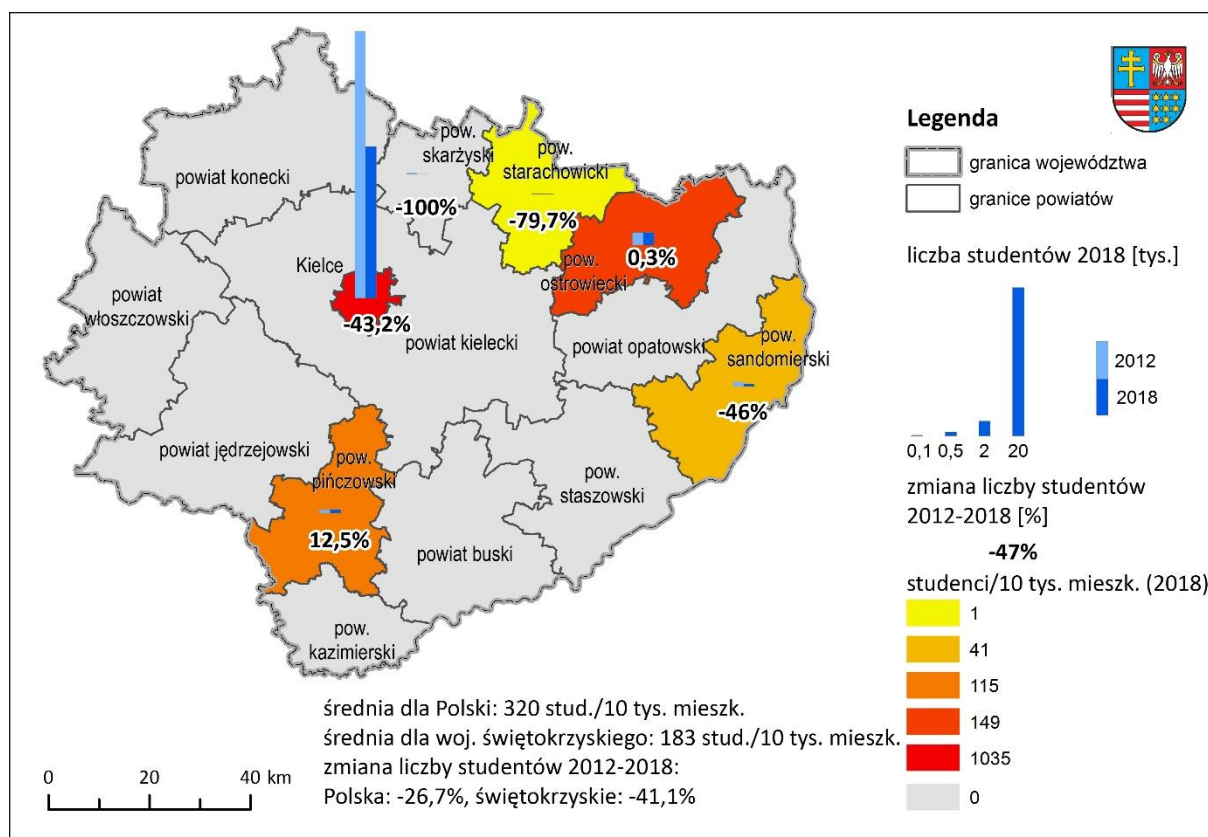 powiat konecki
pow.
skarżyski
-100%
pow.
starachowicki
-79,7%
0,3%
pow.
ostrowiecki
Kielce
-43,2%
powiat kielecki
powiat
włoszczowski
powiat opatowski
pow.
sandomierski
-46%
powiat jędrzejowski
pow.
pińczowski
12,5%
pow.
staszowski
powiat buski
pow.
kazimierski
średnia dla Polski: 320 stud./10 tys. mieszk.
średnia dla woj. świętokrzyskiego: 183 stud./10 tys. mieszk.
zmiana liczby studentów 2012-2018:
Polska: -26,7%, świętokrzyskie: -41,1%
0 20 40 km
Legenda
granica województwa
granice powiatów
liczba studentów 2018 [tys.]
2012
2018
0,1 0,5 2 20
zmiana liczby studentów
2012-2018 [%]
-47%
studenci/10 tys. mieszk. (2018)
1
41
115
149
1035
0